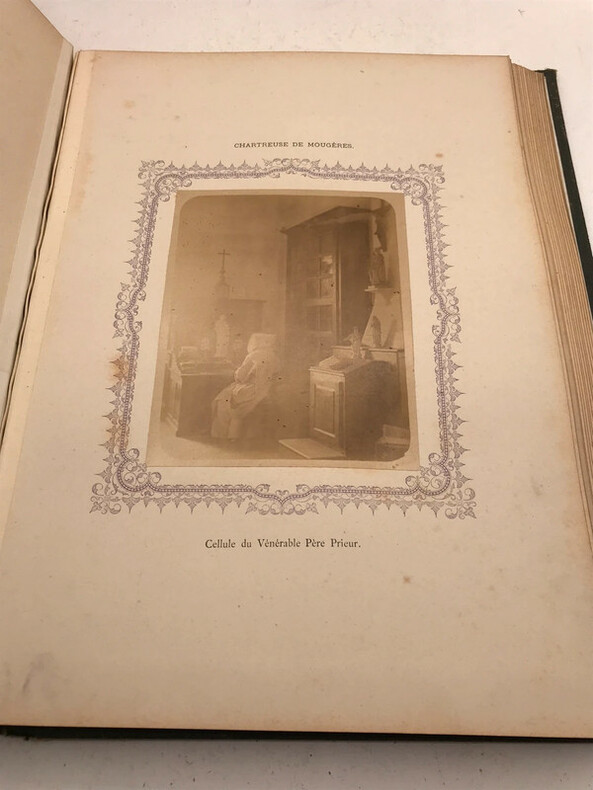 CHARTREUSE DE MOUGÈRES.
Cellule du Vénérable Père Prieur.